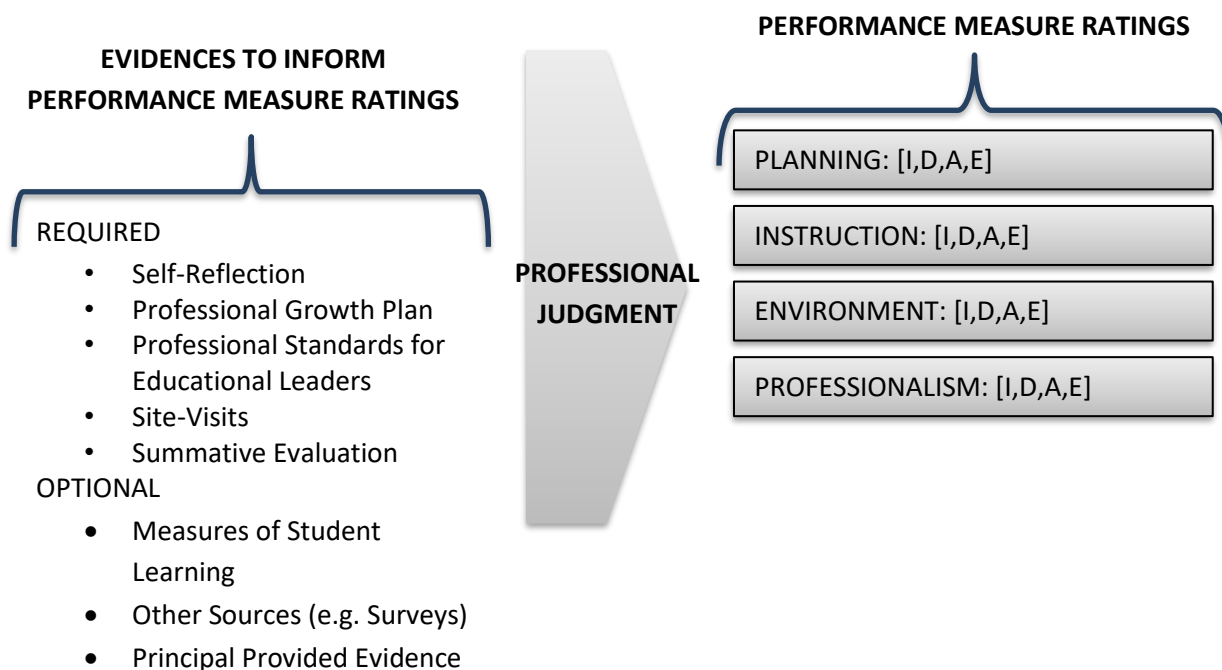 EVIDENCES TO INFORM
PERFORMANCE MEASURE RATINGS
REQUIRED
• Self-Reflection
• Professional Growth Plan
• Professional Standards for
Educational Leaders
• Site-Visits
• Summative Evaluation
OPTIONAL
• Measures of Student
Learning
• Other Sources (e.g. Surveys)
• Principal Provided Evidence
PROFESSIONAL
JUDGMENT
PERFORMANCE MEASURE RATINGS
PLANNING: [I,D,A,E]
INSTRUCTION: [I,D,A,E]
ENVIRONMENT: [I,D,A,E]
PROFESSIONALISM: [I,D,A,E]